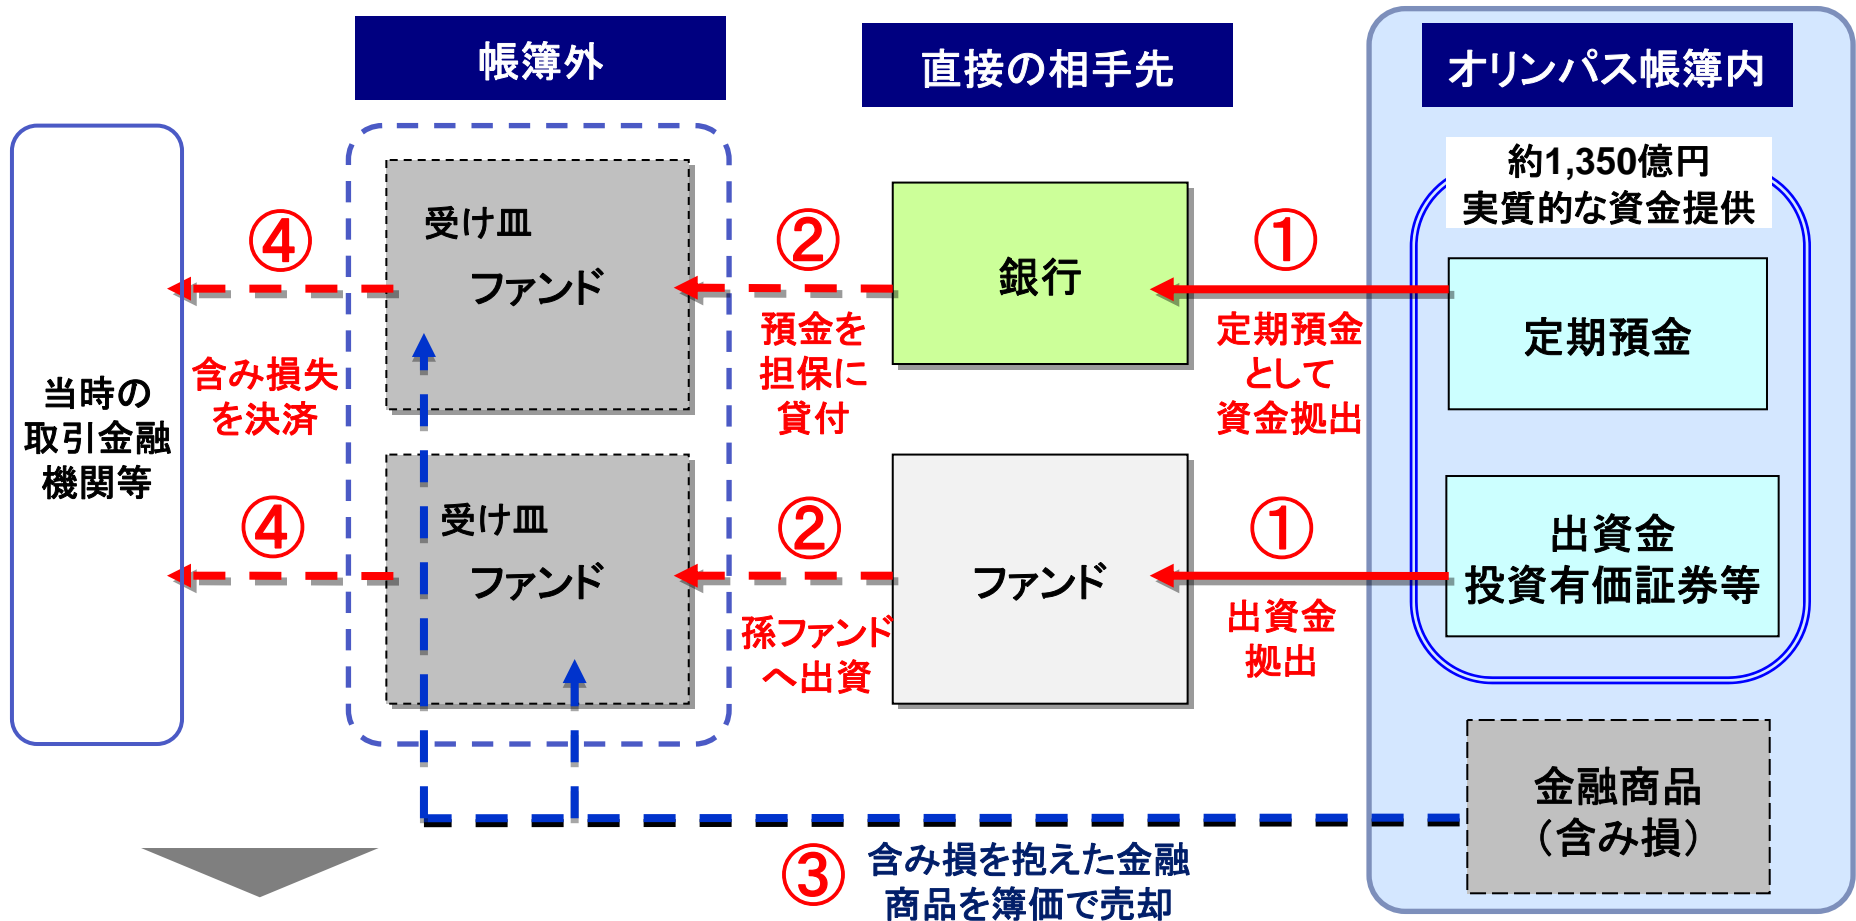 帳簿外
直接の相手先
オリンパス帳簿内
約1,350億円
実質的な資金提供
受け皿
ファンド
銀行
定期預金
④
②
①
含み損失
を決済
預金を
担保に
貸付
定期預金
として
資金拠出
当時の
取引金融
機関等
受け皿
ファンド
ファンド
出資金
投資有価証券等
④
②
①
孫ファンド
へ出資
出資金
拠出
金融商品
（含み損）
③
含み損を抱えた金融
商品を簿価で売却